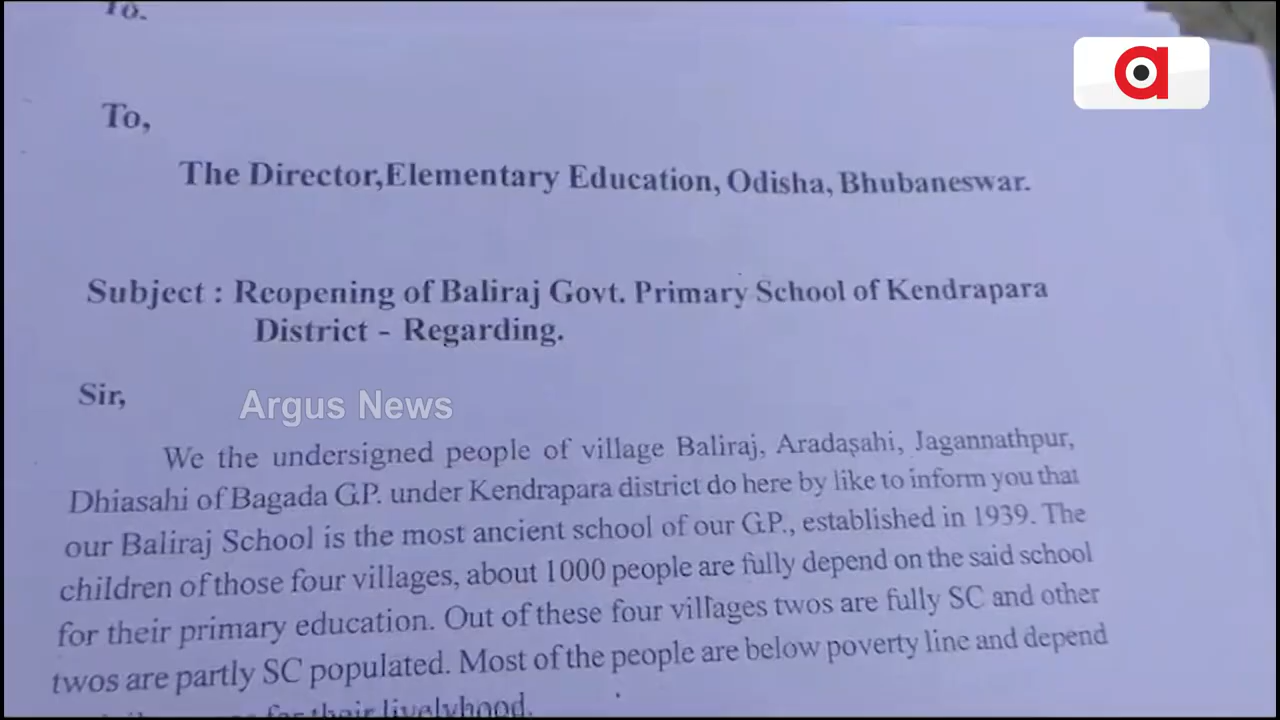 To.
To,
The Director,Elementary Education, Odisha, Bhubaneswar.
Subject : Reopening of Baliraj Govt. Primary School of Kendrapara
District - Regarding.
Sir,
Argus News
We the undersigned people of village Baliraj, Aradasahi, Jagannathpur,
Dhiasahi of Bagada G.P. under Kendrapara district do here by like to inform you that
our Baliraj School is the most ancient school of our G.P., established in 1939. The
children of those four villages, about 1000 people are fully depend on the said school
for their primary education. Out of these four villages twos are fully SC and other
twos are partly SC populated. Most of the people are below poverty line and depend
for their livelyhood.